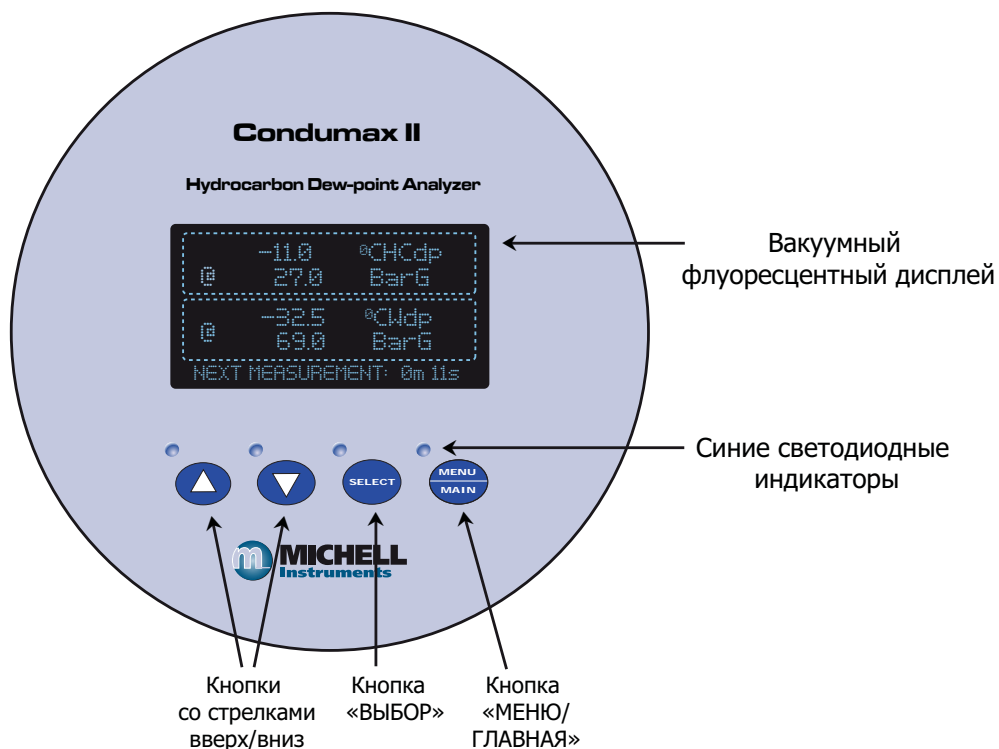 Condumax II
Hydrocarbon Dew-point Analyzer
-11.0 ºCHCdp
@ 27.0 BarG
-32.5 ºCWdp
@ 69.0 BarG
NEXT MEASUREMENT: 0m 11s
Вакуумный
флуоресцентный дисплей
Синие светодиодные
индикаторы
SELECT
MENU
MAIN
m MICHELL
Instruments
Кнопки
со стрелками
вверх/вниз
Кнопка
«ВЫБОР»
Кнопка
«МЕНЮ/
ГЛАВНАЯ»